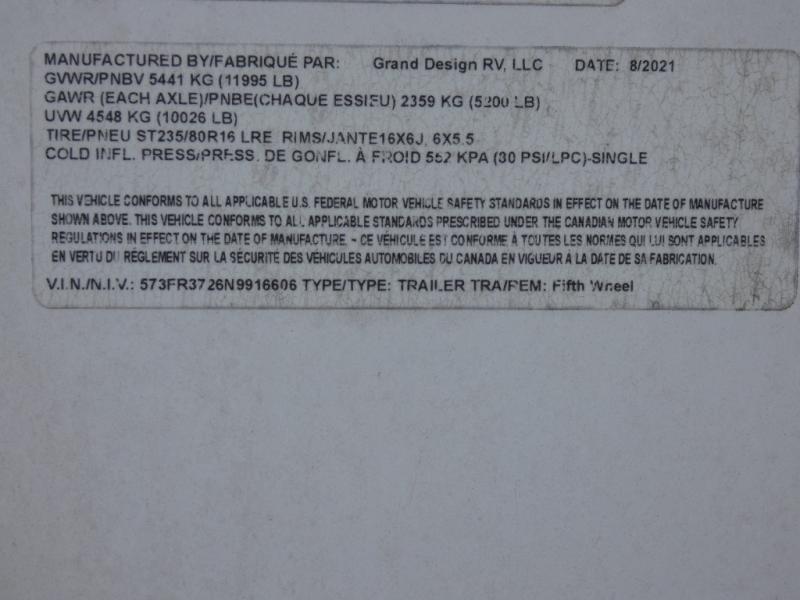 MANUFACTURED BY/FABRIQUÉ PAR: Grand Design RV, LLC DATE: 8/2021
GVWR/PNBV 5441 KG (11995 LB)
GAWR (EACH AXLE)/PNBE(CHAQUE ESSIEU) 2359 KG (5200 LB)
UVW 4548 KG (10026 LB)
TIRE/PNEU ST235/80R16 LRE RIMS/JANTE16X6J, 6X5.5
COLD INFL. PRESS/PRESS. DE GONFL. À FROID 552 KPA (80 PSI/LPC)-SINGLE
THIS VEHICLE CONFORMS TO ALL APPLICABLE U.S. FEDERAL MOTOR VEHICLE SAFETY STANDARDS IN EFFECT ON THE DATE OF MANUFACTURE
SHOWN ABOVE. THIS VEHICLE CONFORMS TO ALL APPLICABLE STANDARDS PRESCRIBED UNDER THE CANADIAN MOTOR VEHICLE SAFETY
REGULATIONS IN EFFECT ON THE DATE OF MANUFACTURE. - CE VÉHICULE EST CONFORME À TOUTES LES NORMES QUI LUI SONT APPLICABLES
EN VERTU DU RÉGLEMENT SUR LA SÉCURITÉ DES VÉHICULES AUTOMOBILES DU CANADA EN VIGUEUR À LA DATE DE SA FABRICATION.
V.I.N./N.I.V.: 573FR3726N9916606 TYPE/TYPE: TRAILER TRA/REM: Fifth Wheel